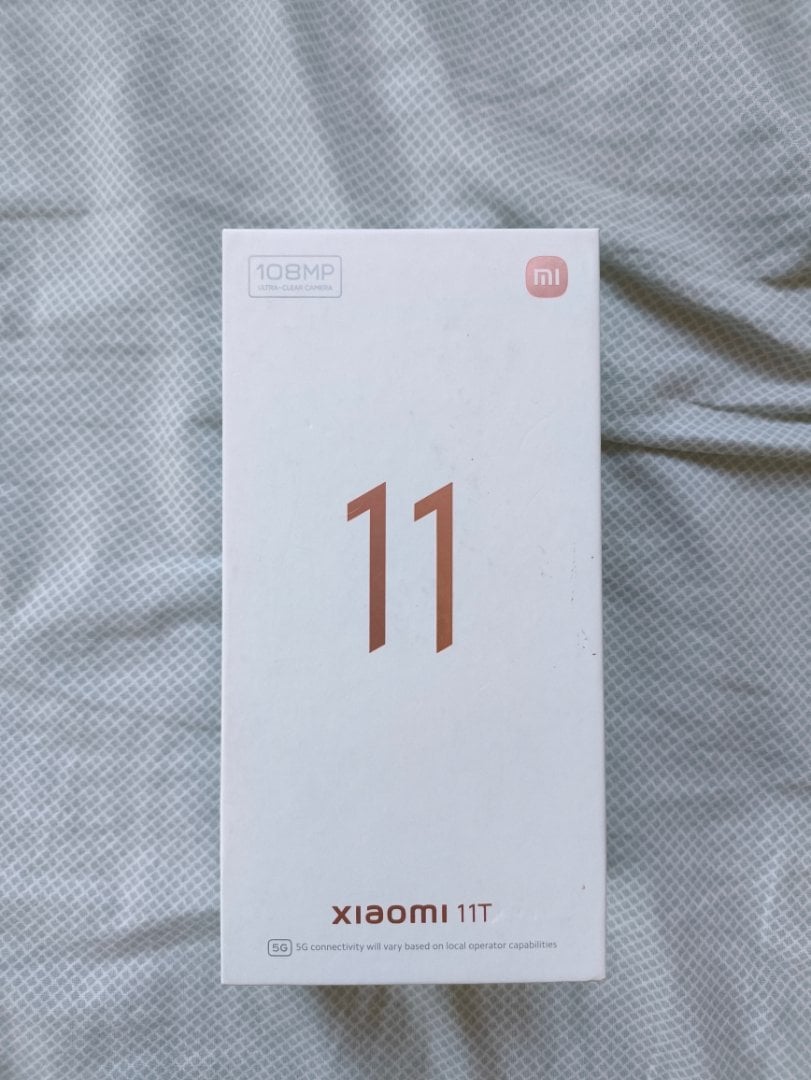 108MP
ULTRA-CLEAR CAMERA
mi
11
xiaomi 11T
5G 5G connectivity will vary based on local operator capabilities